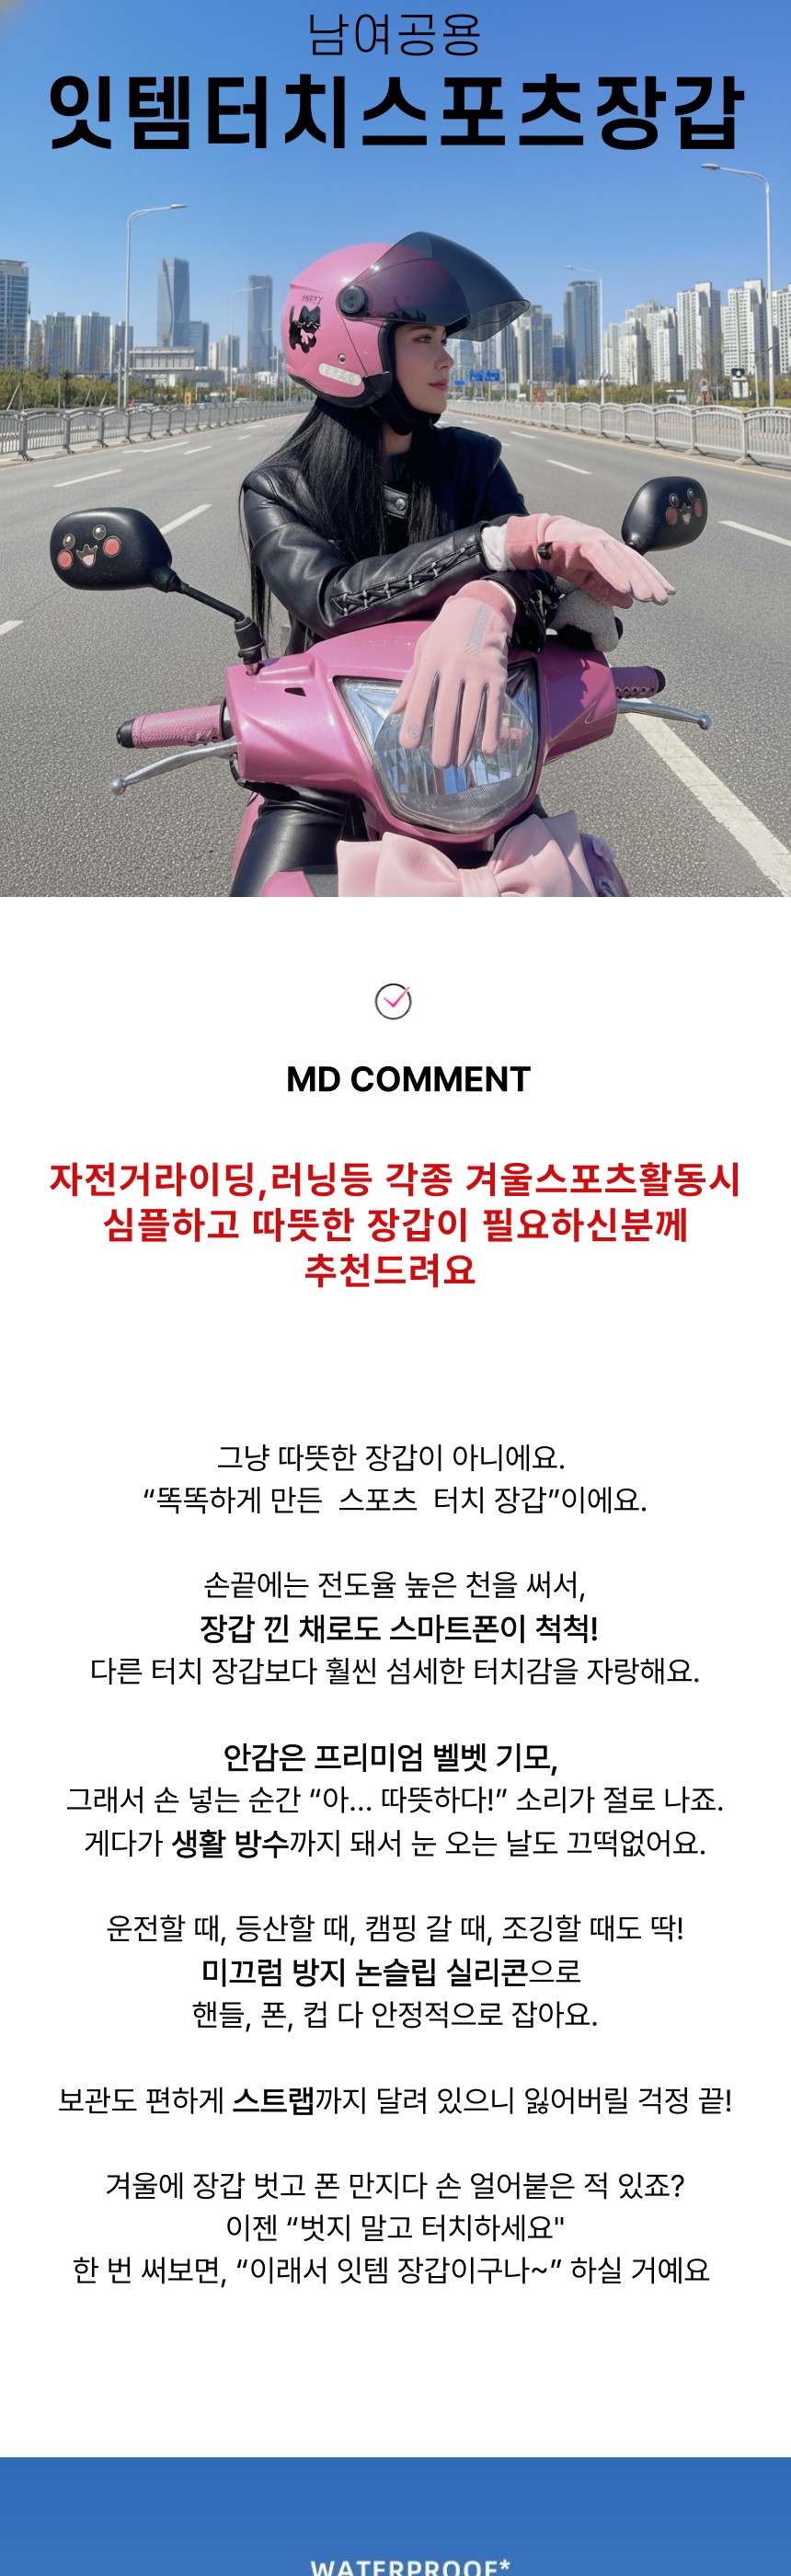 남여공용
잇템터치스포츠장갑
MD COMMENT
자전거라이딩,러닝등 각종 겨울스포츠활동시
심플하고 따뜻한 장갑이 필요하신분께
추천드려요
그냥 따뜻한 장갑이 아니에요.
“똑똑하게 만든 스포츠 터치 장갑”이에요.
손끝에는 전도율 높은 천을 써서,
장갑 낀 채로도 스마트폰이 척척!
다른 터치 장갑보다 훨씬 섬세한 터치감을 자랑해요.
안감은 프리미엄 벨벳 기모,
그래서 손 넣는 순간 “아... 따뜻하다!” 소리가 절로 나죠.
게다가 생활 방수까지 돼서 눈 오는 날도 끄떡없어요.
운전할 때, 등산할 때, 캠핑 갈 때, 조깅할 때도 딱!
미끄럼 방지 논슬립 실리콘으로
핸들, 폰, 컵 다 안정적으로 잡아요.
보관도 편하게 스트랩까지 달려 있으니 잃어버릴 걱정 끝!
겨울에 장갑 벗고 폰 만지다 손 얼어붙은 적 있죠?
이젠 “벗지 말고 터치하세요"
한 번 써보면, “이래서 잇템 장갑이구나~” 하실 거예요
WATERPROOF*